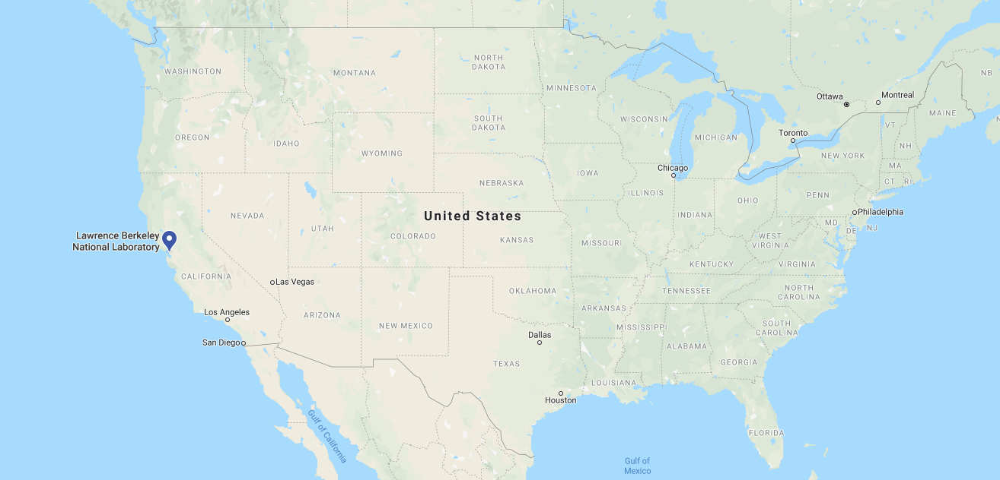 WASHINGTON
MONTANA
NORTH
DAKOTA
MINNESOTA
Ottawa
Montreal
NB
MAINE
VT
NH
OREGON
IDAHO
WYOMING
SOUTH
DAKOTA
WISCONSIN
MICHIGAN
Toronto
NEW YORK
MA
CT
RI
Chicago
IOWA
NEBRASKA
ILLINOIS
INDIANA
OHIO
PENN
Philadelphia
NJ
MD
DE
NEVADA
UTAH
COLORADO
United States
KANSAS
MISSOURI
WEST
VIRGINIA
VIRGINIA
KENTUCKY
Lawrence Berkeley
National Laboratory
CALIFORNIA
Las Vegas
Los Angeles
San Diego
ARIZONA
NEW MEXICO
OKLAHOMA
ARKANSAS
TENNESSEE
NORTH
CAROLINA
SOUTH
CAROLINA
MISSISSIPPI
ALABAMA
GEORGIA
Dallas
TEXAS
LOUISIANA
Houston
FLORIDA
Gulf of California
Gulf of
Mexico